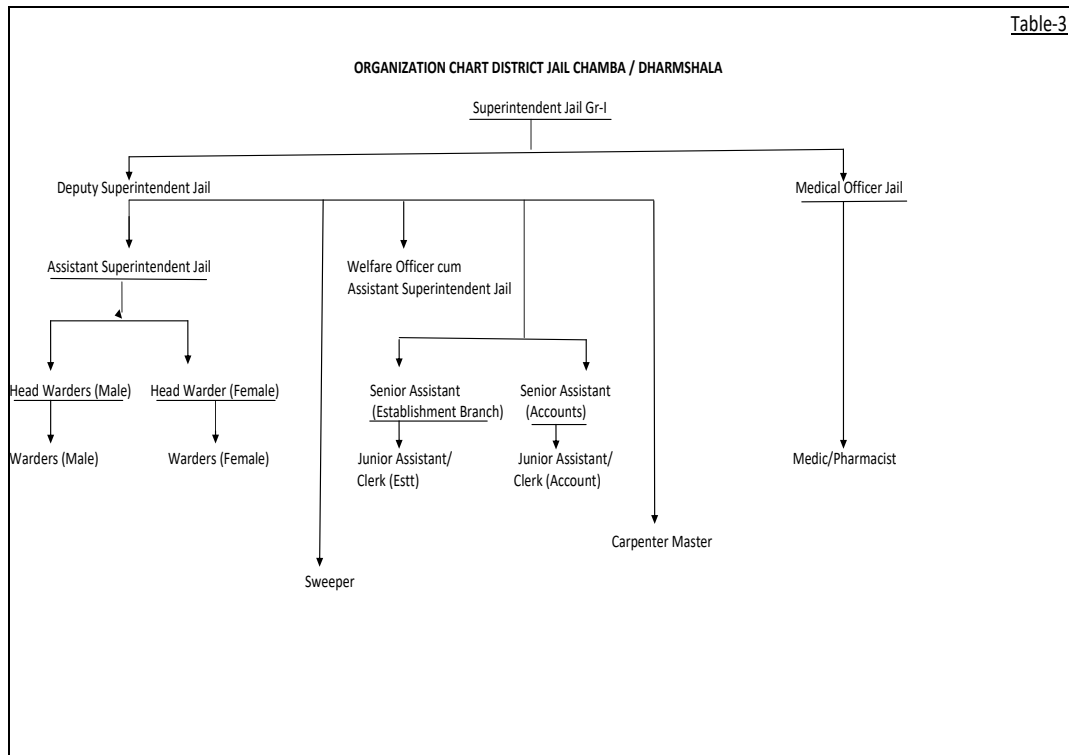 Table-3
ORGANIZATION CHART DISTRICT JAIL CHAMBA / DHARMSHALA
Superintendent Jail Gr-I
Deputy Superintendent Jail
Medical Officer Jail
Assistant Superintendent Jail
Welfare Officer cum
Assistant Superintendent Jail
Head Warders (Male)
Head Warder (Female)
Senior Assistant
(Establishment Branch)
Senior Assistant
(Accounts)
Warders (Male)
Warders (Female)
Junior Assistant/
Clerk (Estt)
Junior Assistant/
Clerk (Account)
Medic/Pharmacist
Carpenter Master
Sweeper